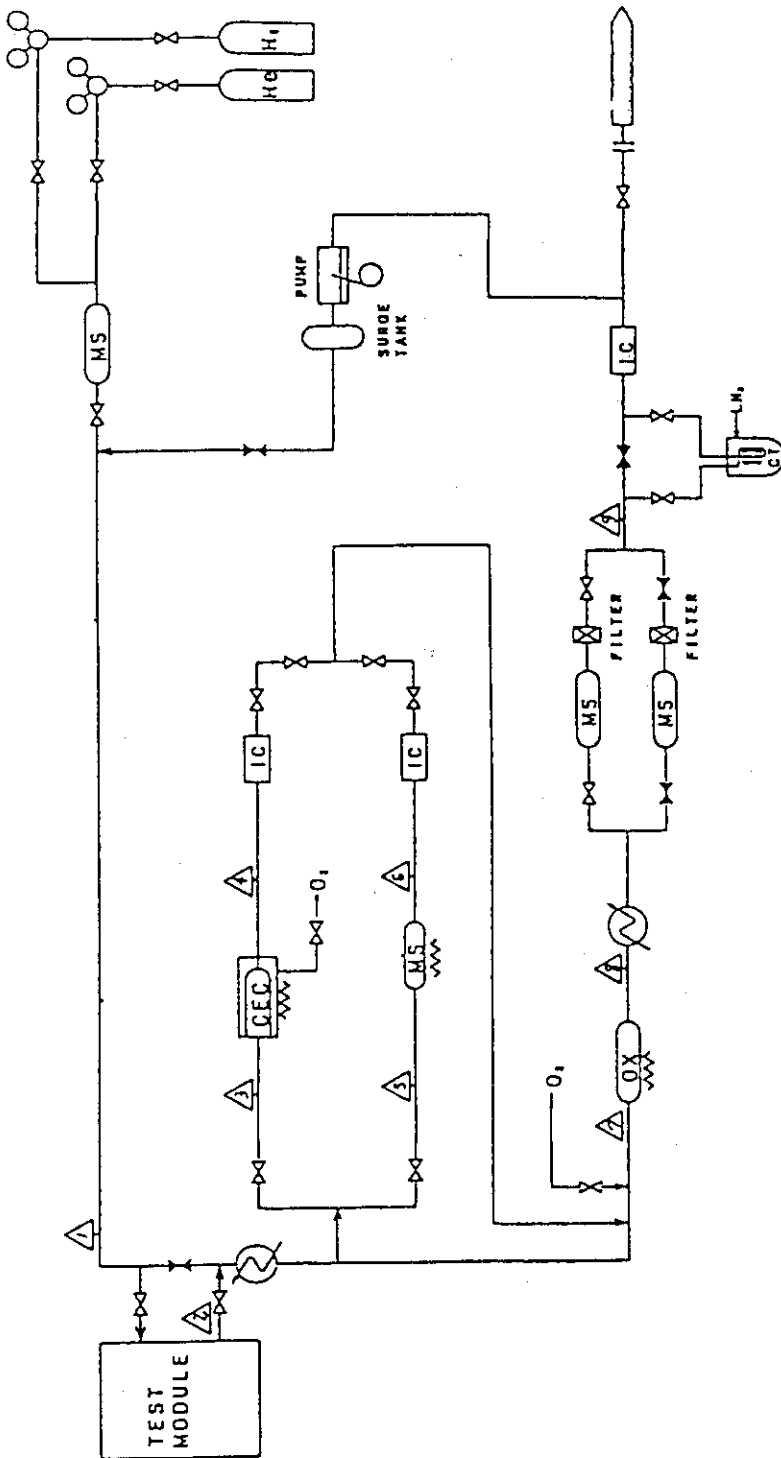 TEST
MODULE
2
1
MS
He
H₂
3
CEC
O₂
4
IC
5
MS
6
IC
SURGE
TANK
PUMP
O₂
7
OX
8
MS
FILTER
MS
FILTER
9
IC
CT
LN₂